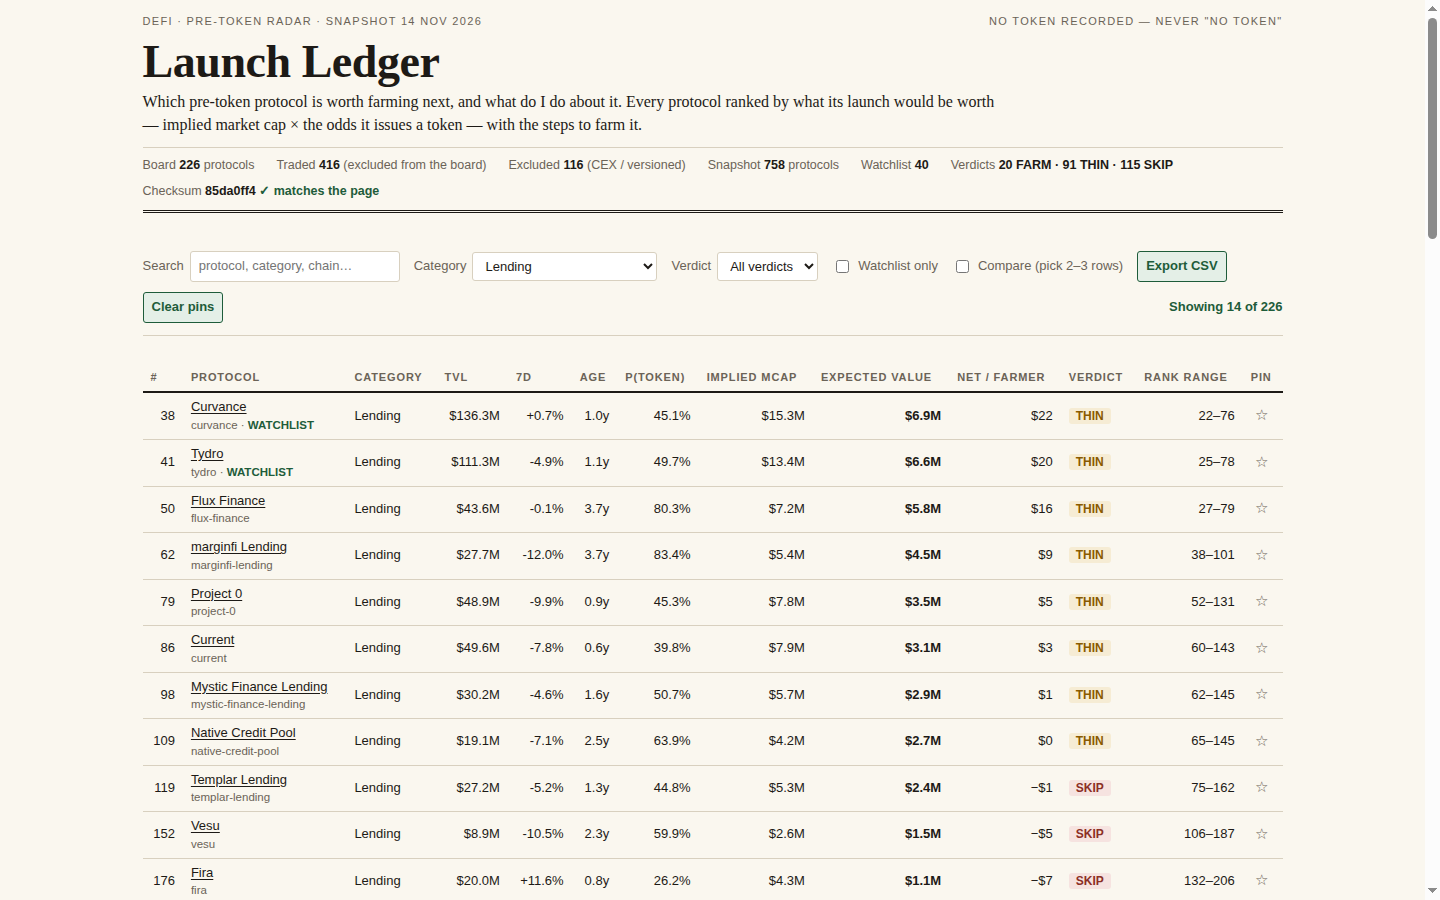 DEFI · PRE-TOKEN RADAR · SNAPSHOT 14 NOV 2026
NO TOKEN RECORDED — NEVER "NO TOKEN"
Launch Ledger
Which pre-token protocol is worth farming next, and what do I do about it. Every protocol ranked by what its launch would be worth
— implied market cap × the odds it issues a token — with the steps to farm it.
Board 226 protocols Traded 416 (excluded from the board) Excluded 116 (CEX / versioned) Snapshot 758 protocols Watchlist 40 Verdicts 20 FARM · 91 THIN · 115 SKIP
Checksum 85da0ff4 ✓ matches the page
Search protocol, category, chain… Category Lending Verdict All verdicts Watchlist only Compare (pick 2–3 rows) Export CSV
Clear pins Showing 14 of 226
# PROTOCOL CATEGORY TVL 7D AGE P(TOKEN) IMPLIED MCAP EXPECTED VALUE NET / FARMER VERDICT RANK RANGE PIN
38 Curvance Lending $136.3M +0.7% 1.0y 45.1% $15.3M $6.9M $22 THIN 22–76 ☆
curvance · WATCHLIST
41 Tydro Lending $111.3M -4.9% 1.1y 49.7% $13.4M $6.6M $20 THIN 25–78 ☆
tydro · WATCHLIST
50 Flux Finance Lending $43.6M -0.1% 3.7y 80.3% $7.2M $5.8M $16 THIN 27–79 ☆
flux-finance
62 marginfi Lending Lending $27.7M -12.0% 3.7y 83.4% $5.4M $4.5M $9 THIN 38–101 ☆
marginfi-lending
79 Project 0 Lending $48.9M -9.9% 0.9y 45.3% $7.8M $3.5M $5 THIN 52–131 ☆
project-0
86 Current Lending $49.6M -7.8% 0.6y 39.8% $7.9M $3.1M $3 THIN 60–143 ☆
current
98 Mystic Finance Lending Lending $30.2M -4.6% 1.6y 50.7% $5.7M $2.9M $1 THIN 62–145 ☆
mystic-finance-lending
109 Native Credit Pool Lending $19.1M -7.1% 2.5y 63.9% $4.2M $2.7M $0 THIN 65–145 ☆
native-credit-pool
119 Templar Lending Lending $27.2M -5.2% 1.3y 44.8% $5.3M $2.4M −$1 SKIP 75–162 ☆
templar-lending
152 Vesu Lending $8.9M -10.5% 2.3y 59.9% $2.6M $1.5M −$5 SKIP 106–187 ☆
vesu
176 Fira Lending $20.0M +11.6% 0.8y 26.2% $4.3M $1.1M −$7 SKIP 132–206 ☆
fira